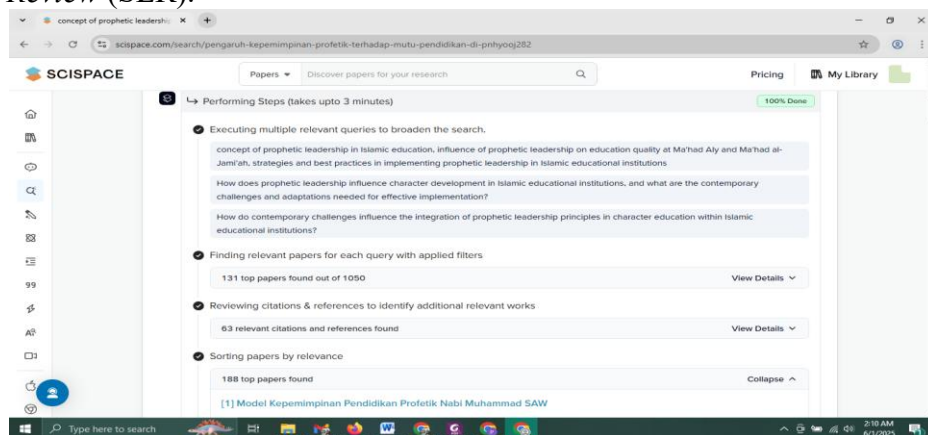 Review (SLR).
concept of prophetic leadership
scispace.com/search/pengaruh-kepemimpinan-profetik-terhadap-mutu-pendidikan-di-pnhyooj282
SCISPACE
Papers
Discover papers for your research
Pricing
My Library
Performing Steps (takes upto 3 minutes)
100% Done
Executing multiple relevant queries to broaden the search.
concept of prophetic leadership in Islamic education, influence of prophetic leadership on education quality at Ma'had Aly and Ma'had al-
Jami'ah, strategies and best practices in implementing prophetic leadership in Islamic educational institutions
How does prophetic leadership influence character development in Islamic educational institutions, and what are the contemporary
challenges and adaptations needed for effective implementation?
How do contemporary challenges influence the integration of prophetic leadership principles in character education within Islamic
educational institutions?
Finding relevant papers for each query with applied filters
131 top papers found out of 1050
View Details
Reviewing citations & references to identify additional relevant works
63 relevant citations and references found
View Details
Sorting papers by relevance
188 top papers found
Collapse
[1] Model Kepemimpinan Pendidikan Profetik Nabi Muhammad SAW
2
Type here to search
2:10 AM
6/1/2025